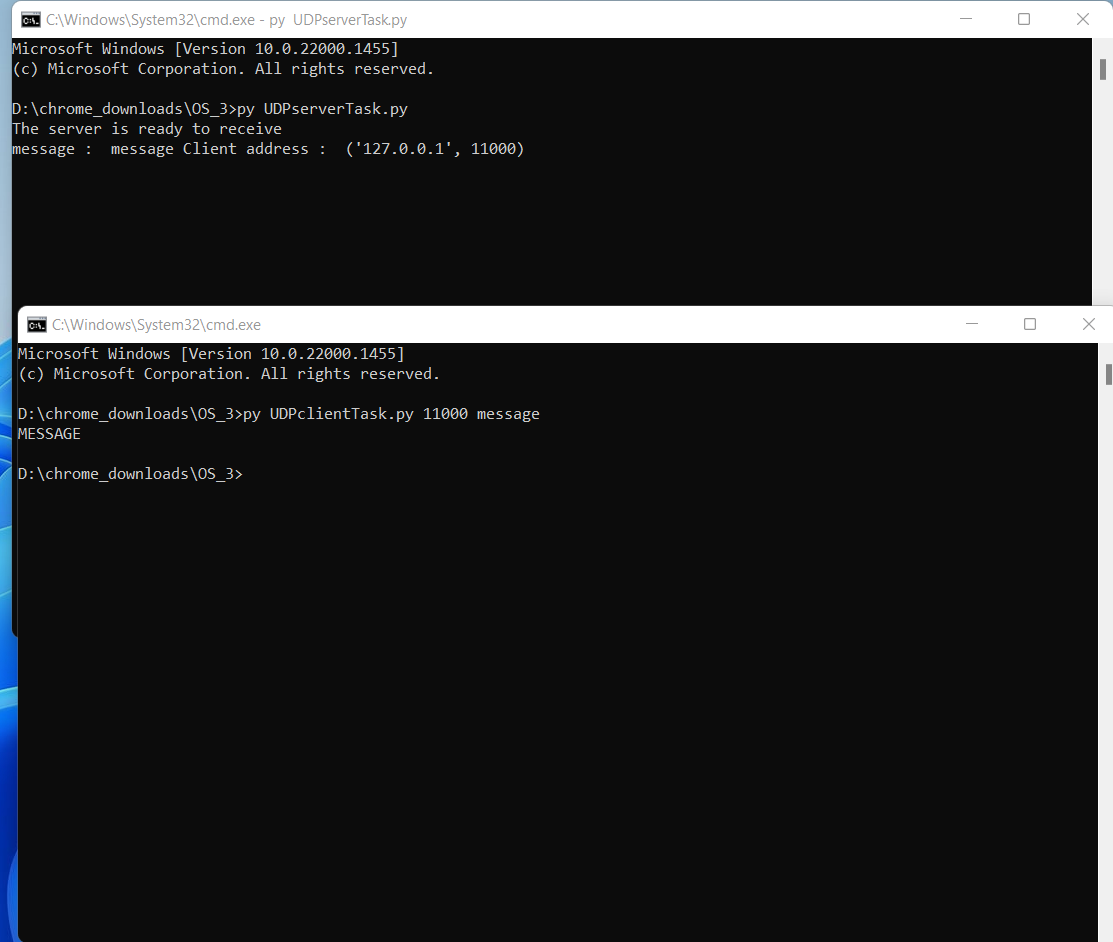 C:\Windows\System32\cmd.exe - py  UDPserverTask.py
Microsoft Windows [Version 10.0.22000.1455]
(c) Microsoft Corporation. All rights reserved.
D:\chrome_downloads\OS_3>py UDPserverTask.py
The server is ready to receive
message :  message Client address :  ('127.0.0.1', 11000)
C:\Windows\System32\cmd.exe
Microsoft Windows [Version 10.0.22000.1455]
(c) Microsoft Corporation. All rights reserved.
D:\chrome_downloads\OS_3>py UDPclientTask.py 11000 message
MESSAGE
D:\chrome_downloads\OS_3>